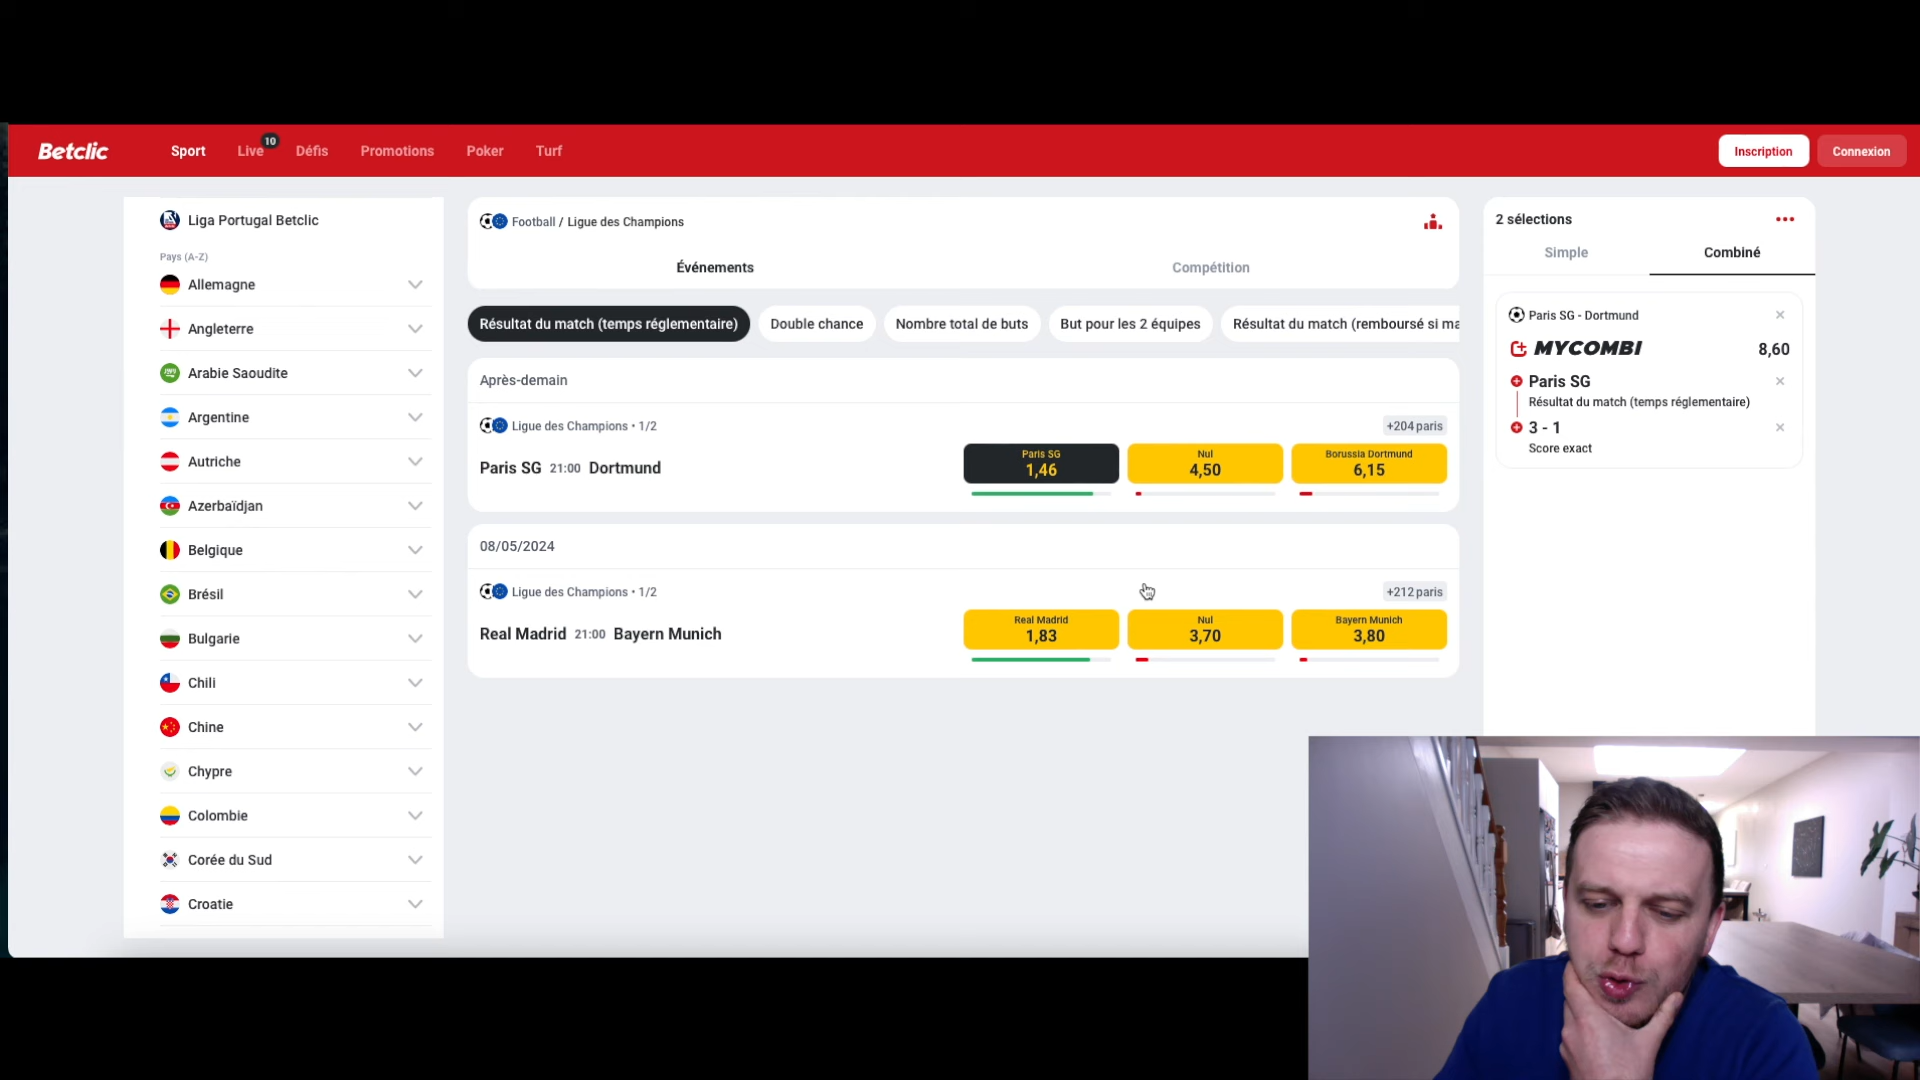 Betclic
Sport
Live
10
Défis
Promotions
Poker
Turf
Inscription
Connexion
Liga Portugal Betclic
Pays (A-Z)
Allemagne
Angleterre
Arabie Saoudite
Argentine
Autriche
Azerbaïdjan
Belgique
Brésil
Bulgarie
Chili
Chine
Chypre
Colombie
Corée du Sud
Croatie
Football / Ligue des Champions
Événements
Compétition
Résultat du match (temps réglementaire)
Double chance
Nombre total de buts
But pour les 2 équipes
Résultat du match (remboursé si ma
Après-demain
Ligue des Champions • 1/2
+204 paris
Paris SG 21:00 Dortmund
Paris SG
1,46
Nul
4,50
Borussia Dortmund
6,15
08/05/2024
Ligue des Champions • 1/2
+212 paris
Real Madrid 21:00 Bayern Munich
Real Madrid
1,83
Nul
3,70
Bayern Munich
3,80
2 sélections
Simple
Combiné
Paris SG - Dortmund
MYCOMBI
8,60
Paris SG
Résultat du match (temps réglementaire)
3 - 1
Score exact